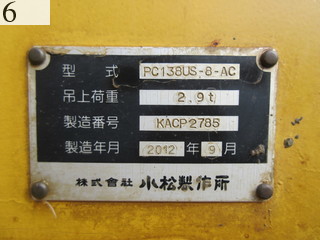 6
型式 PC138US-8-AC
吊上荷重 2.9t
製造番号 KACP2785
製造年月 2012 年 9 月
株式會社 小松製作所